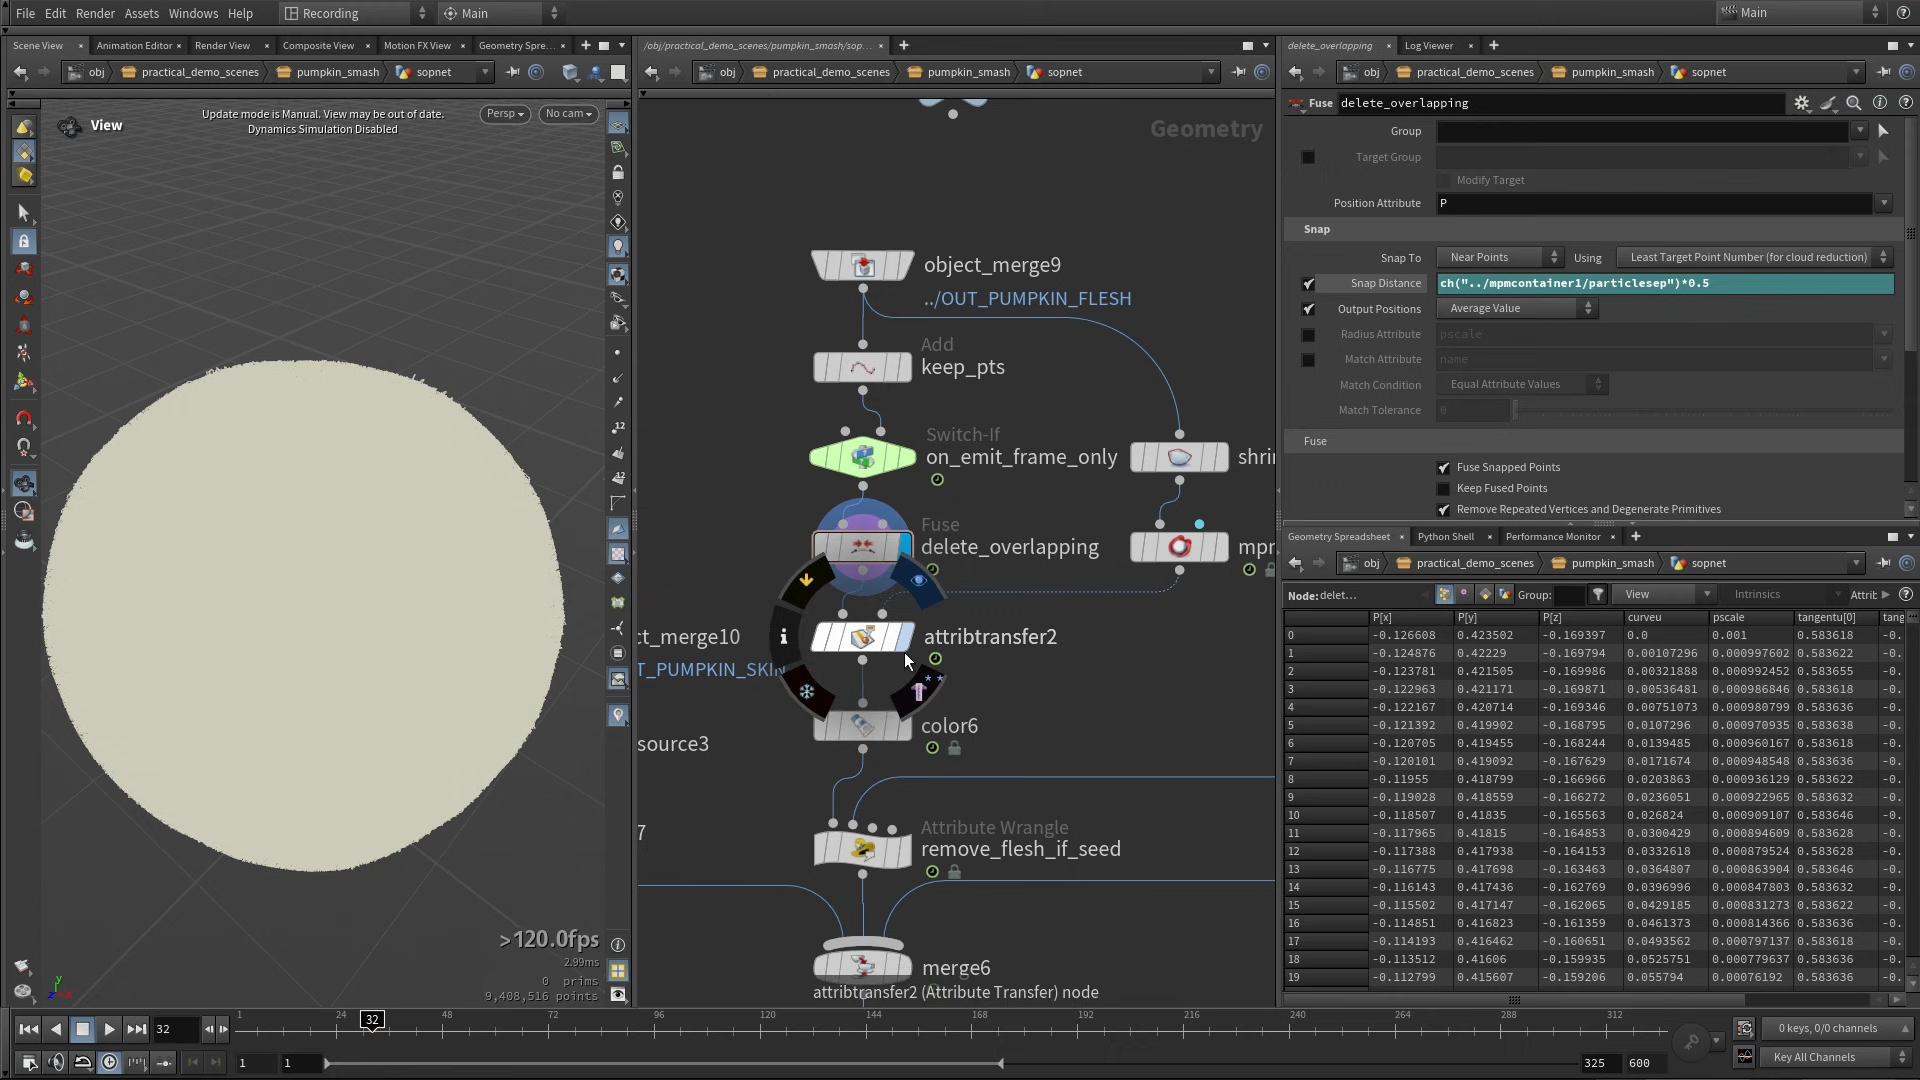 File Edit Render Assets Windows Help Recording Main Main
Scene View Animation Editor Render View Composite View Motion FX View Geometry Spre...
obj practical_demo_scenes pumpkin_smash sopnet
View
Update mode is Manual. View may be out of date.
Dynamics Simulation Disabled
Persp No cam
>120.0fps
2.99ms
0 prims
9,408,516 points
/obj/practical_demo_scenes/pumpkin_smash/sop...
obj practical_demo_scenes pumpkin_smash sopnet
Geometry
object_merge9
../OUT_PUMPKIN_FLESH
Add
keep_pts
Switch-If
on_emit_frame_only
shrin
Fuse
delete_overlapping
mpm
ct_merge10
T_PUMPKIN_SKIN
attribtransfer2
color6
source3
7
Attribute Wrangle
remove_flesh_if_seed
merge6
attribtransfer2 (Attribute Transfer) node
delete_overlapping Log Viewer
obj practical_demo_scenes pumpkin_smash sopnet
Fuse delete_overlapping
Group
Target Group
Modify Target
Position Attribute P
Snap
Snap To Near Points Using Least Target Point Number (for cloud reduction)
Snap Distance ch("../mpmcontainer1/particlesep")*0.5
Output Positions Average Value
Radius Attribute pscale
Match Attribute name
Match Condition Equal Attribute Values
Match Tolerance 0
Fuse
Fuse Snapped Points
Keep Fused Points
Remove Repeated Vertices and Degenerate Primitives
Geometry Spreadsheet Python Shell Performance Monitor
obj practical_demo_scenes pumpkin_smash sopnet
Node: delet... Group: View Intrinsics Attrib
P[x] P[y] P[z] curveu pscale tangentu[0] tang
0 -0.126608 0.423502 -0.169397 0.0 0.001 0.583618 -0.
1 -0.124876 0.42229 -0.169794 0.00107296 0.000997602 0.583622 -0.
2 -0.123781 0.421505 -0.169986 0.00321888 0.000992452 0.583655 -0.
3 -0.122963 0.421171 -0.169871 0.00536481 0.000986846 0.583618 -0.
4 -0.122167 0.420714 -0.169346 0.00751073 0.000980799 0.583636 -0.
5 -0.121392 0.419902 -0.168795 0.0107296 0.000970935 0.583638 -0.
6 -0.120705 0.419455 -0.168244 0.0139485 0.000960167 0.583618 -0.
7 -0.120101 0.419092 -0.167629 0.0171674 0.000948548 0.583636 -0.
8 -0.11955 0.418799 -0.166966 0.0203863 0.000936129 0.583622 -0.
9 -0.119028 0.418559 -0.166272 0.0236051 0.000922965 0.583632 -0.
10 -0.118507 0.41835 -0.165563 0.026824 0.000909107 0.583646 -0.
11 -0.117965 0.41815 -0.164853 0.0300429 0.000894609 0.583628 -0.
12 -0.117388 0.417938 -0.164153 0.0332618 0.000879524 0.583628 -0.
13 -0.116775 0.417698 -0.163463 0.0364807 0.000863904 0.583646 -0.
14 -0.116143 0.417436 -0.162769 0.0396996 0.000847803 0.583632 -0.
15 -0.115502 0.417147 -0.162065 0.0429185 0.000831273 0.583622 -0.
16 -0.114851 0.416823 -0.161359 0.0461373 0.000814366 0.583636 -0.
17 -0.114193 0.416462 -0.160651 0.0493562 0.000797137 0.583618 -0.
18 -0.113512 0.41606 -0.159935 0.0525751 0.000779637 0.583636 -0.
19 -0.112799 0.415607 -0.159206 0.055794 0.00076192 0.583636 -0.
32 1 24 32 48 72 96 120 144 168 192 216 240 264 288 312
0 keys, 0/0 channels
1 1 325 600 Key All Channels